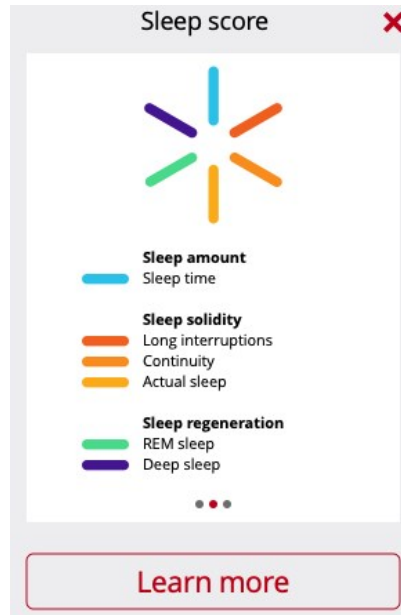 Sleep score
Sleep amount
Sleep time
Sleep solidity
Long interruptions
Continuity
Actual sleep
Sleep regeneration
REM sleep
Deep sleep
Learn more